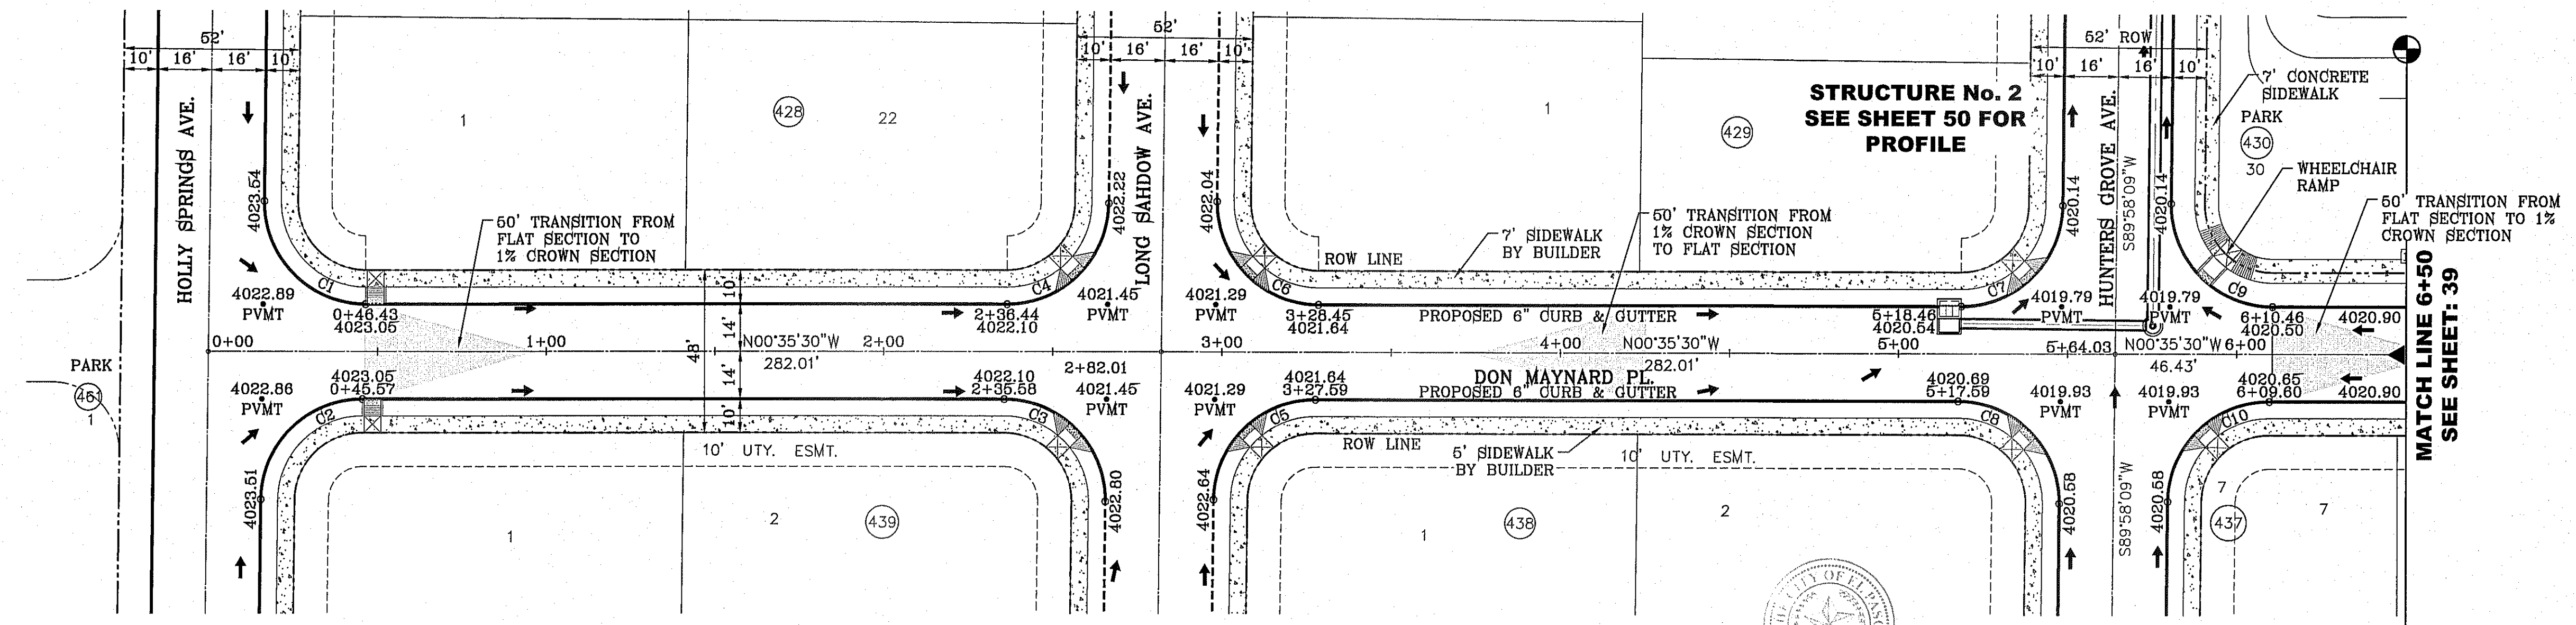 52'
10' 16' 16' 10'
HOLLY SPRINGS AVE.
1
428
22
52'
10' 16' 16' 10'
LONG SAHDOW AVE.
1
429
STRUCTURE No. 2
SEE SHEET 50 FOR
PROFILE
52' ROW
10' 16' 16' 10'
HUNTERS GROVE AVE.
S89°58'09"W
7' CONCRETE
SIDEWALK
PARK
430
30
WHEELCHAIR
RAMP
50' TRANSITION FROM
FLAT SECTION TO 1%
CROWN SECTION
MATCH LINE 6+50
SEE SHEET: 39
4023.54
50' TRANSITION FROM
FLAT SECTION TO
1% CROWN SECTION
4022.22
4022.04
ROW LINE
7' SIDEWALK
BY BUILDER
50' TRANSITION FROM
1% CROWN SECTION
TO FLAT SECTION
4020.14
4020.14
C1
C4
C6
C7
C9
4022.89
PVMT
0+46.43
4023.05
10'
2+36.44
4022.10
4021.45
PVMT
4021.29
PVMT
3+28.45
4021.64
PROPOSED 6" CURB & GUTTER
5+18.46
4020.54
4019.79
PVMT
4019.79
PVMT
6+10.46
4020.50
4020.90
14'
48'
0+00 1+00 N00°35'30"W 2+00 3+00 4+00 N00°35'30"W 5+00 5+64.03 N00°35'30"W 6+00
282.01'
2+82.01
282.01'
46.43'
DON MAYNARD PL.
PARK
461
1
4022.86
PVMT
4023.05
0+45.57
14'
10'
4022.10
2+35.58
4021.45
PVMT
4021.29
PVMT
4021.64
3+27.59
PROPOSED 6" CURB & GUTTER
4020.69
5+17.69
4019.93
PVMT
4019.93
PVMT
4020.65
6+09.60
4020.90
C2
C3
C5
C8
C10
10' UTY. ESMT.
ROW LINE
5' SIDEWALK
BY BUILDER
10' UTY. ESMT.
4023.51
4022.80
4022.64
4020.58
4020.58
S89°58'09"W
1
2
439
1
438
2
7
437
7
THE CITY OF EL PASO